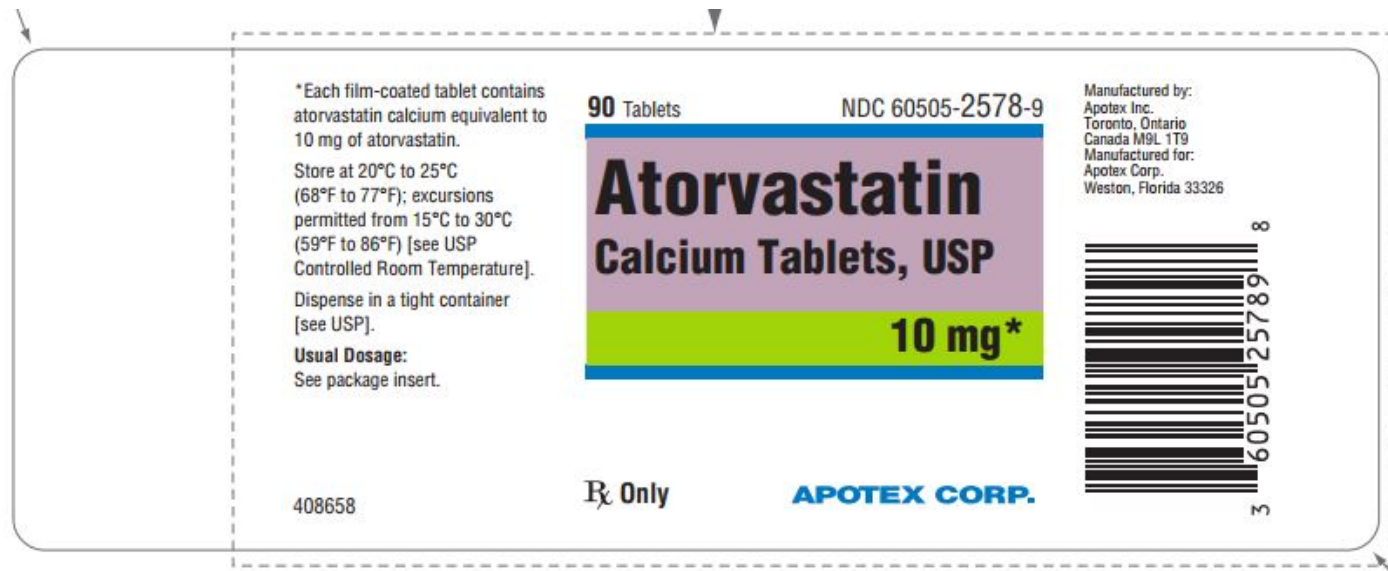 *Each film-coated tablet contains
atorvastatin calcium equivalent to
10 mg of atorvastatin.
Store at 20°C to 25°C
(68°F to 77°F); excursions
permitted from 15°C to 30°C
(59°F to 86°F) [see USP
Controlled Room Temperature].
Dispense in a tight container
[see USP].
Usual Dosage:
See package insert.
408658
90 Tablets NDC 60505-2578-9
Atorvastatin
Calcium Tablets, USP
10 mg*
℞ Only
APOTEX CORP.
Manufactured by:
Apotex Inc.
Toronto, Ontario
Canada M9L 1T9
Manufactured for:
Apotex Corp.
Weston, Florida 33326
3 60505 25789 8